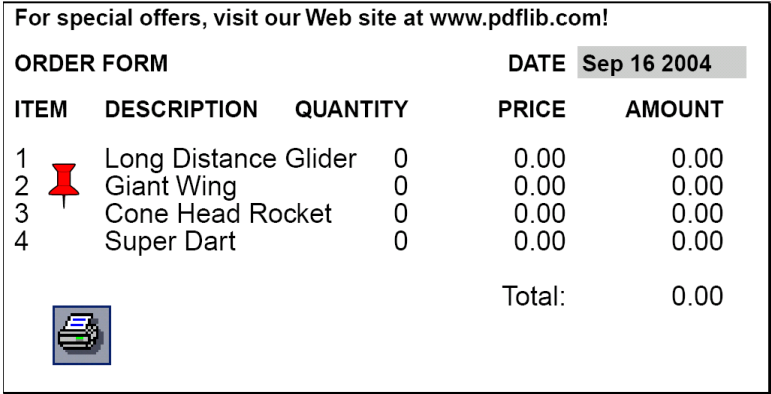 For special offers, visit our Web site at www.pdflib.com!
ORDER FORM DATE Sep 16 2004
ITEM DESCRIPTION QUANTITY PRICE AMOUNT
1 Long Distance Glider 0 0.00 0.00
2 Giant Wing 0 0.00 0.00
3 Cone Head Rocket 0 0.00 0.00
4 Super Dart 0 0.00 0.00
Total: 0.00